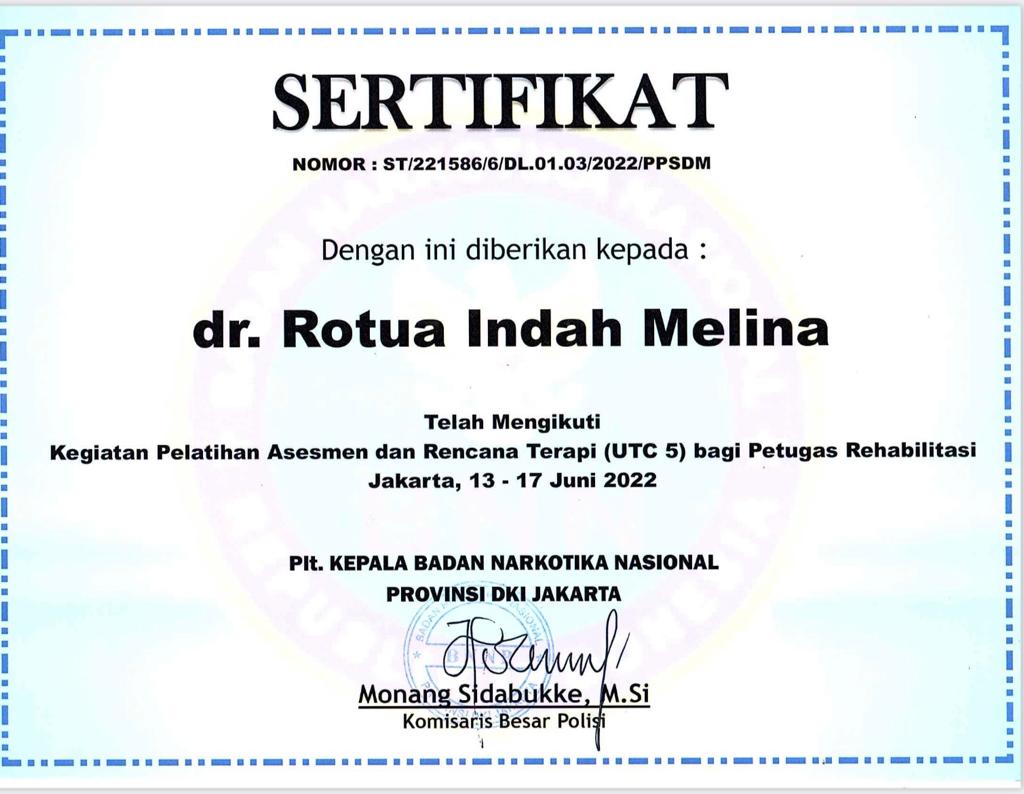 SERTIFIKAT
NOMOR : ST/221586/6/DL.01.03/2022/PPSDM
Dengan ini diberikan kepada :
dr. Rotua Indah Melina
Telah Mengikuti
Kegiatan Pelatihan Asesmen dan Rencana Terapi (UTC 5) bagi Petugas Rehabilitasi
Jakarta, 13 - 17 Juni 2022
Plt. KEPALA BADAN NARKOTIKA NASIONAL
PROVINSI DKI JAKARTA
Monang Sidabukke, M.Si
Komisaris Besar Polisi